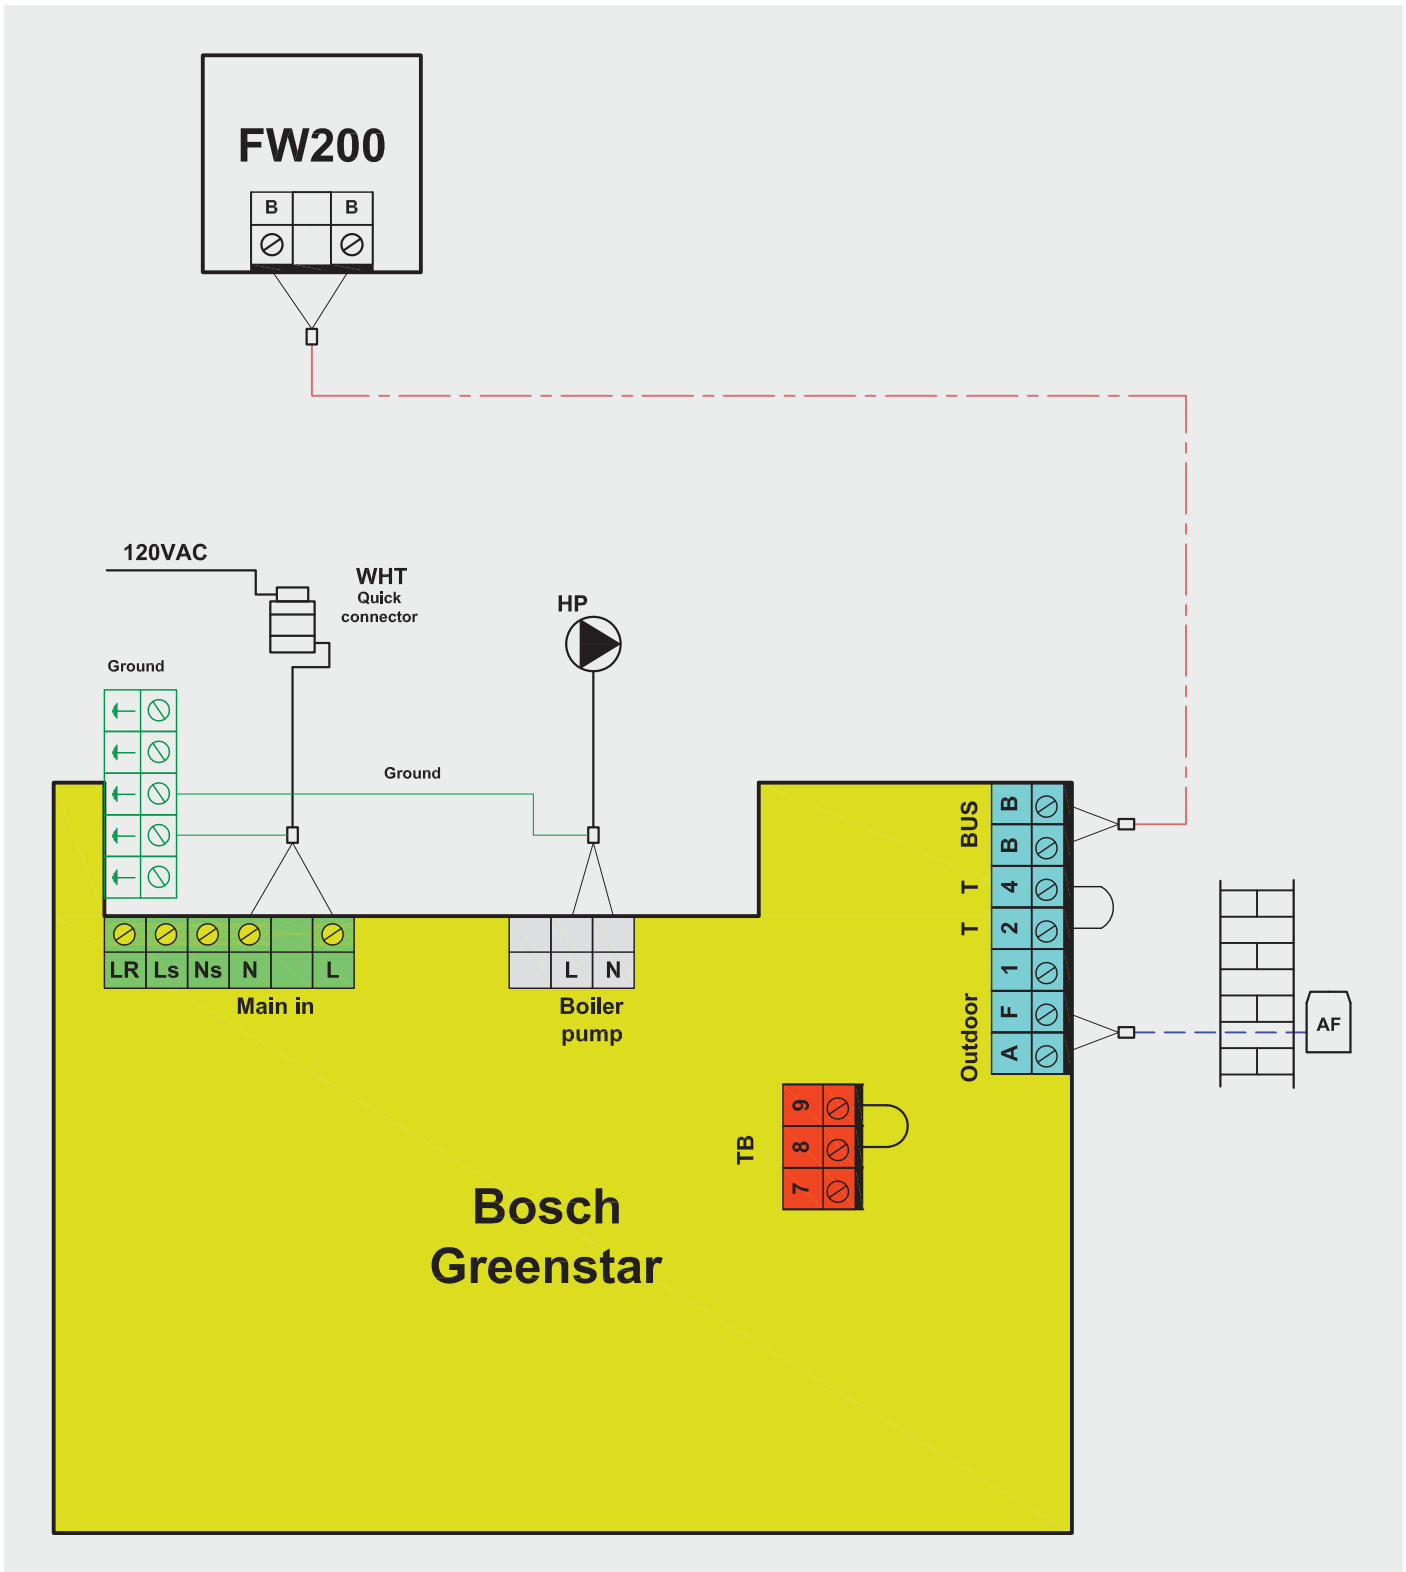 FW200
B B
120VAC
WHT
Quick
connector
HP
Ground
Ground
LR Ls Ns N L
Main in
L N
Boiler
pump
BUS
T
T
Outdoor
B
B
4
2
1
F
A
AF
TB
9
8
7
Bosch
Greenstar